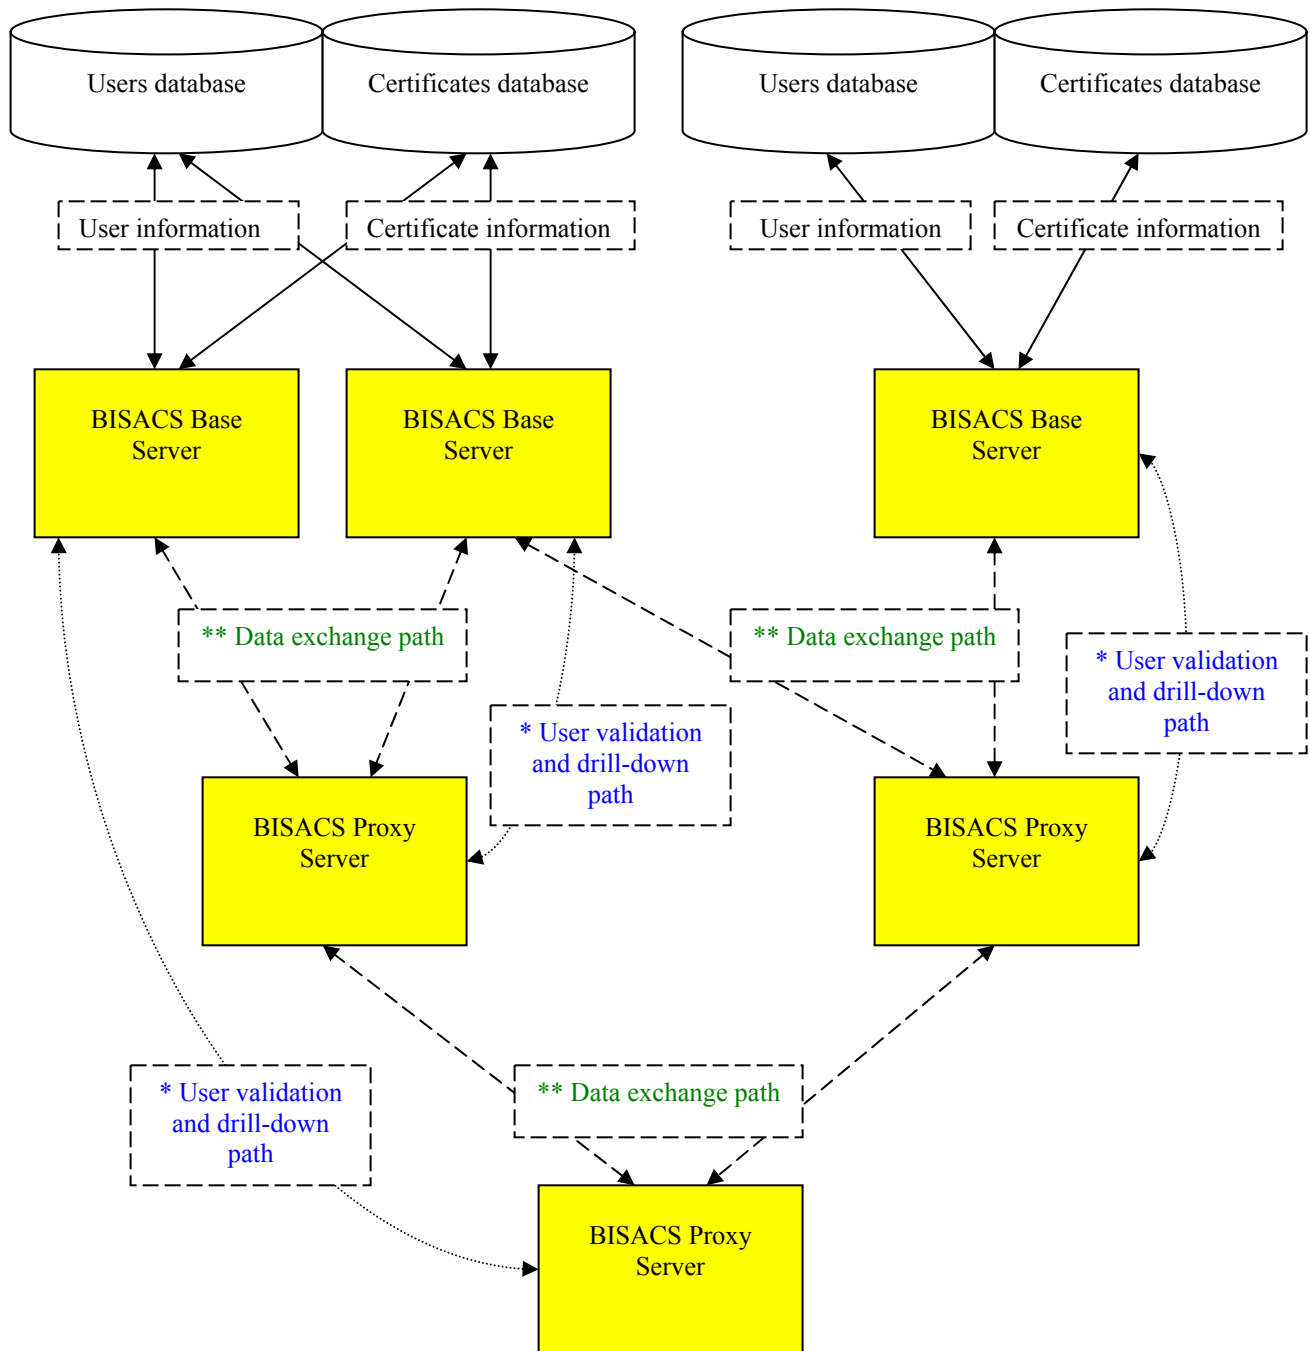 Users database
Certificates database
Users database
Certificates database
User information
Certificate information
User information
Certificate information
BISACS Base
Server
BISACS Base
Server
BISACS Base
Server
** Data exchange path
** Data exchange path
* User validation
and drill-down
path
* User validation
and drill-down
path
BISACS Proxy
Server
BISACS Proxy
Server
* User validation
and drill-down
path
** Data exchange path
BISACS Proxy
Server